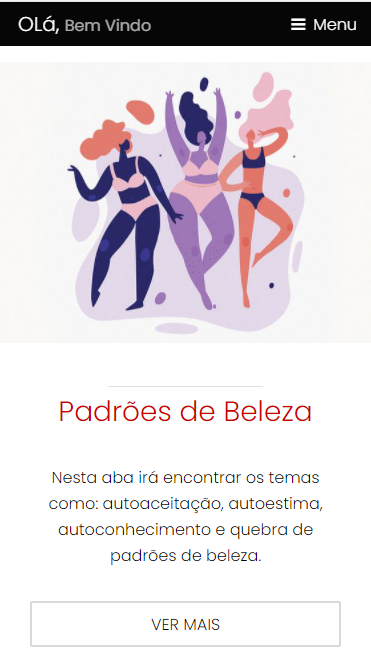 OLá, Bem Vindo
Menu
Padrões de Beleza
Nesta aba irá encontrar os temas
como: autoaceitação, autoestima,
autoconhecimento e quebra de
padrões de beleza.
VER MAIS